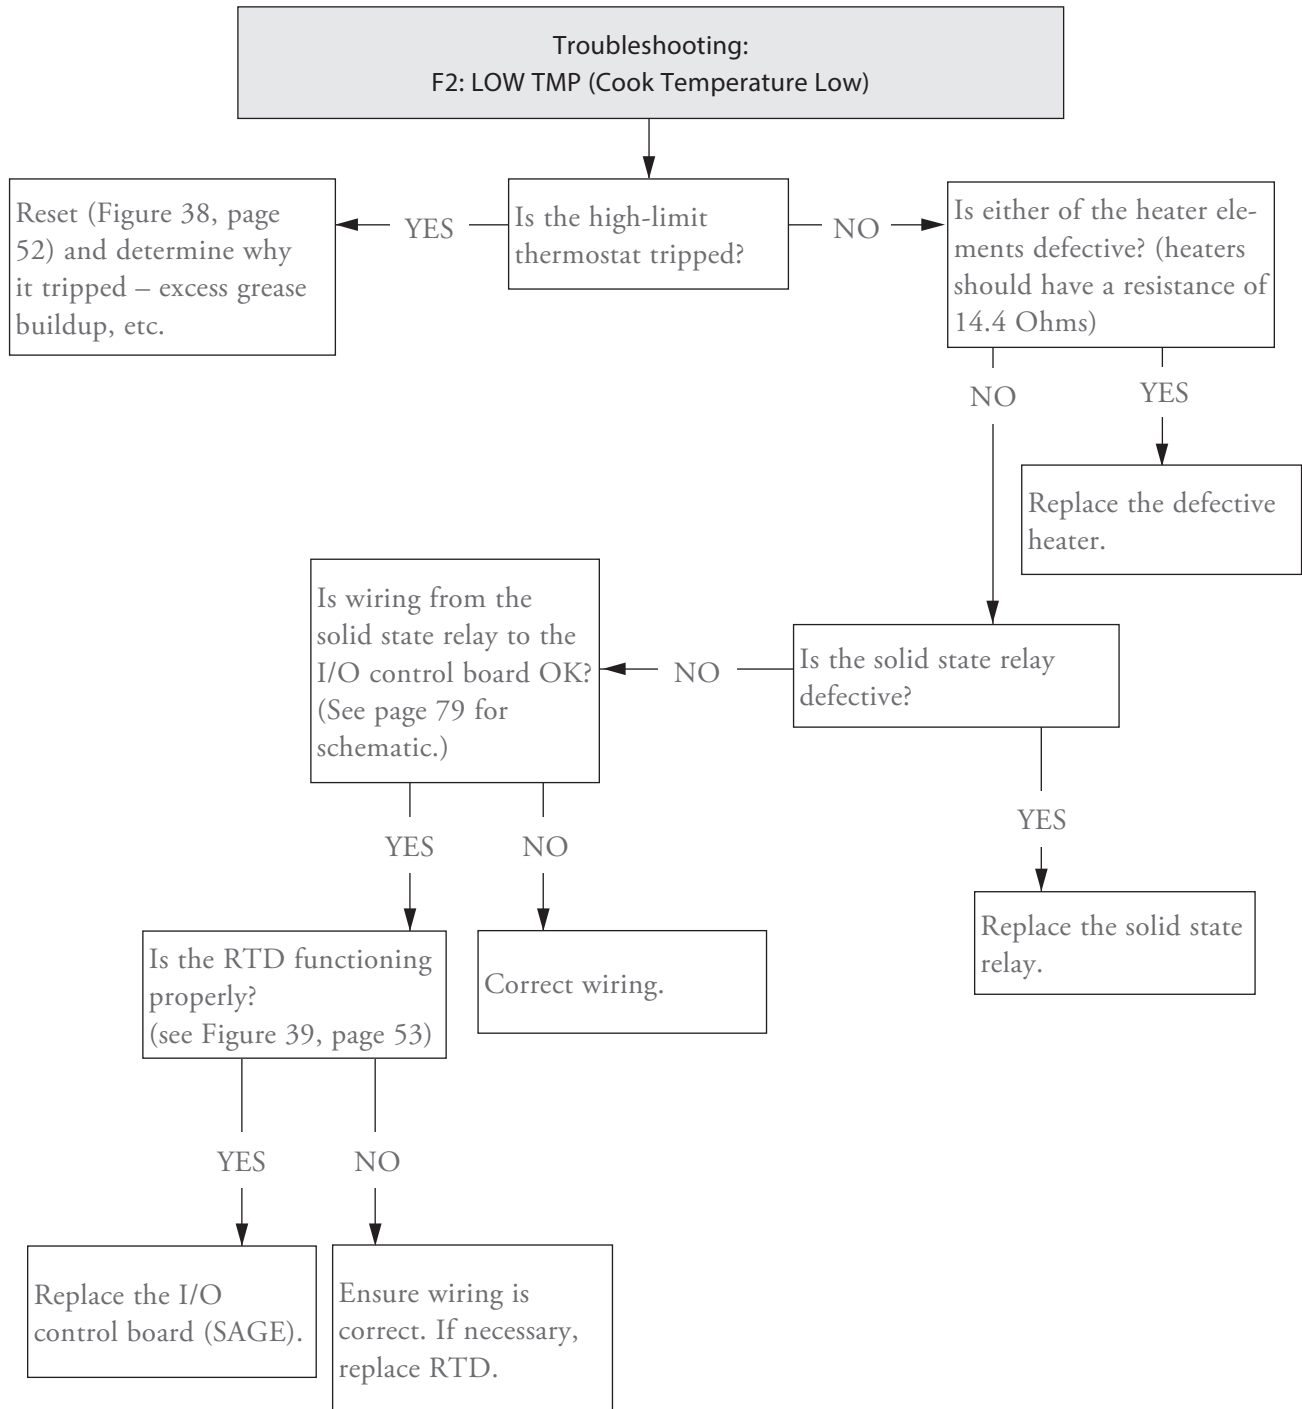 Troubleshooting:
F2: LOW TMP (Cook Temperature Low)
Reset (Figure 38, page
52) and determine why
it tripped – excess grease
buildup, etc.
YES
Is the high-limit
thermostat tripped?
NO
Is either of the heater ele-
ments defective? (heaters
should have a resistance of
14.4 Ohms)
NO
YES
Replace the defective
heater.
Is wiring from the
solid state relay to the
I/O control board OK?
(See page 79 for
schematic.)
NO
Is the solid state relay
defective?
YES
Replace the solid state
relay.
YES
NO
Is the RTD functioning
properly?
(see Figure 39, page 53)
Correct wiring.
YES
NO
Replace the I/O
control board (SAGE).
Ensure wiring is
correct. If necessary,
replace RTD.